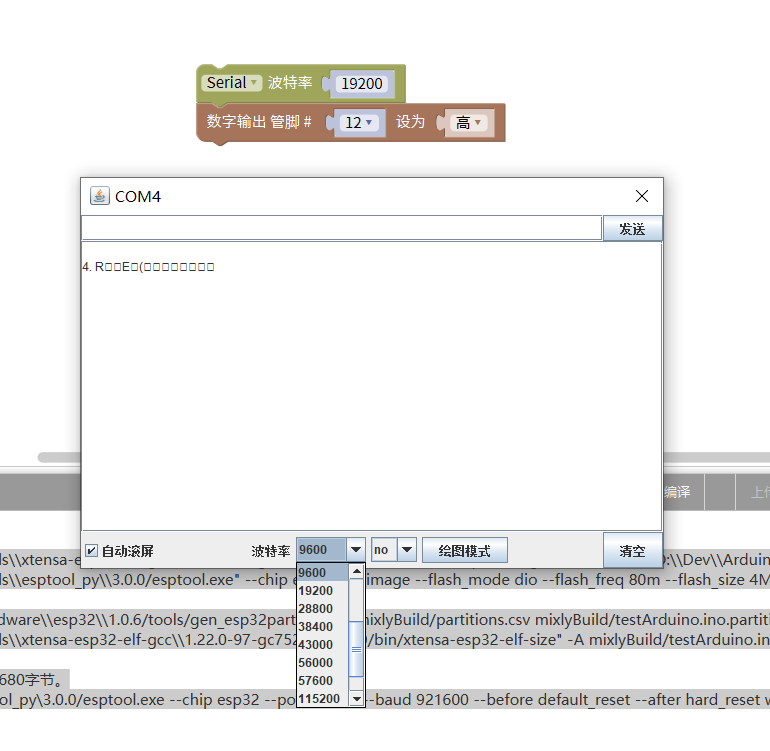 Serial 波特率 19200
数字输出 管脚 # 12 设为 高
COM4
发送
4. R□□E□(□□□□□□□□
编译 上传
自动滚屏 波特率 9600 no 绘图模式 清空
9600
19200
28800
38400
43000
56000
57600
115200
ls\\xtensa-es :\\Dev\\Arduin
ls\\esptool_py\\3.0.0/esptool.exe" --chip e image --flash_mode dio --flash_freq 80m --flash_size 4M
dware\\esp32\\1.0.6/tools/gen_esp32part mixlyBuild/partitions.csv mixlyBuild/testArduino.ino.partit
ls\\xtensa-esp32-elf-gcc\\1.22.0-97-gc752 0/bin/xtensa-esp32-elf-size" -A mixlyBuild/testArduino.in
680字节。
ol_py\3.0.0/esptool.exe --chip esp32 --po --baud 921600 --before default_reset --after hard_reset w